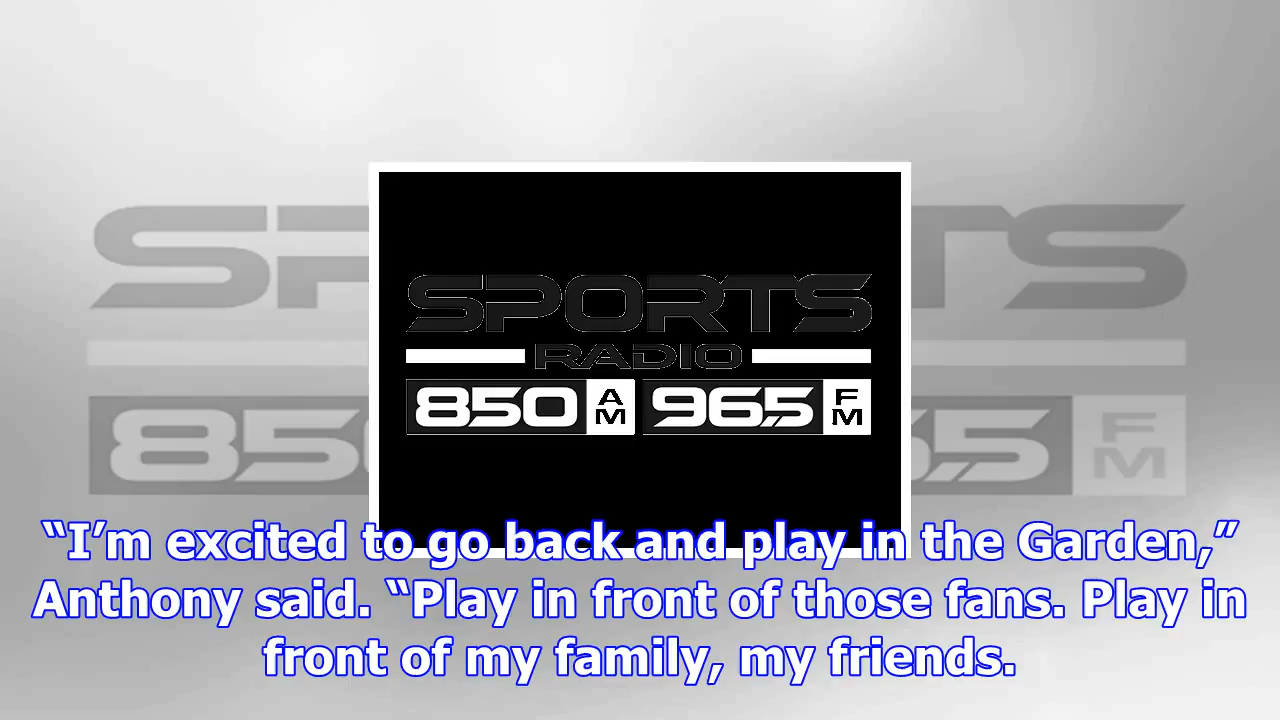 SPORTS
RADIO
850 AM 96.5 FM
“I’m excited to go back and play in the Garden,”
Anthony said. “Play in front of those fans. Play in
front of my family, my friends.